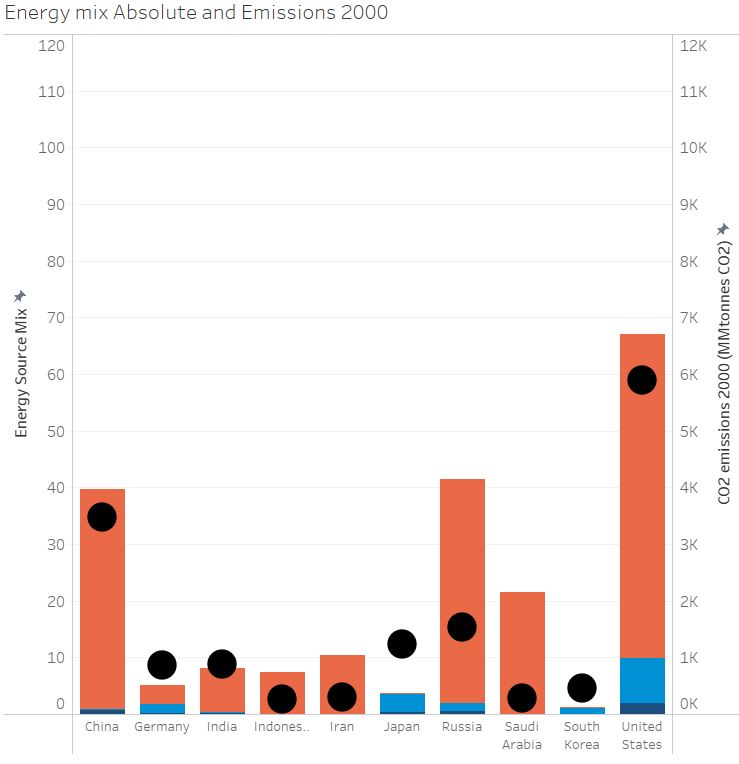 Energy mix Absolute and Emissions 2000
120
110
100
90
80
70
60
50
40
30
20
10
0
Energy Source Mix
12K
11K
10K
9K
8K
7K
6K
5K
4K
3K
2K
1K
0K
CO2 emissions 2000 (MMtonnes CO2)
China
Germany
India
Indones..
Iran
Japan
Russia
Saudi
Arabia
South
Korea
United
States